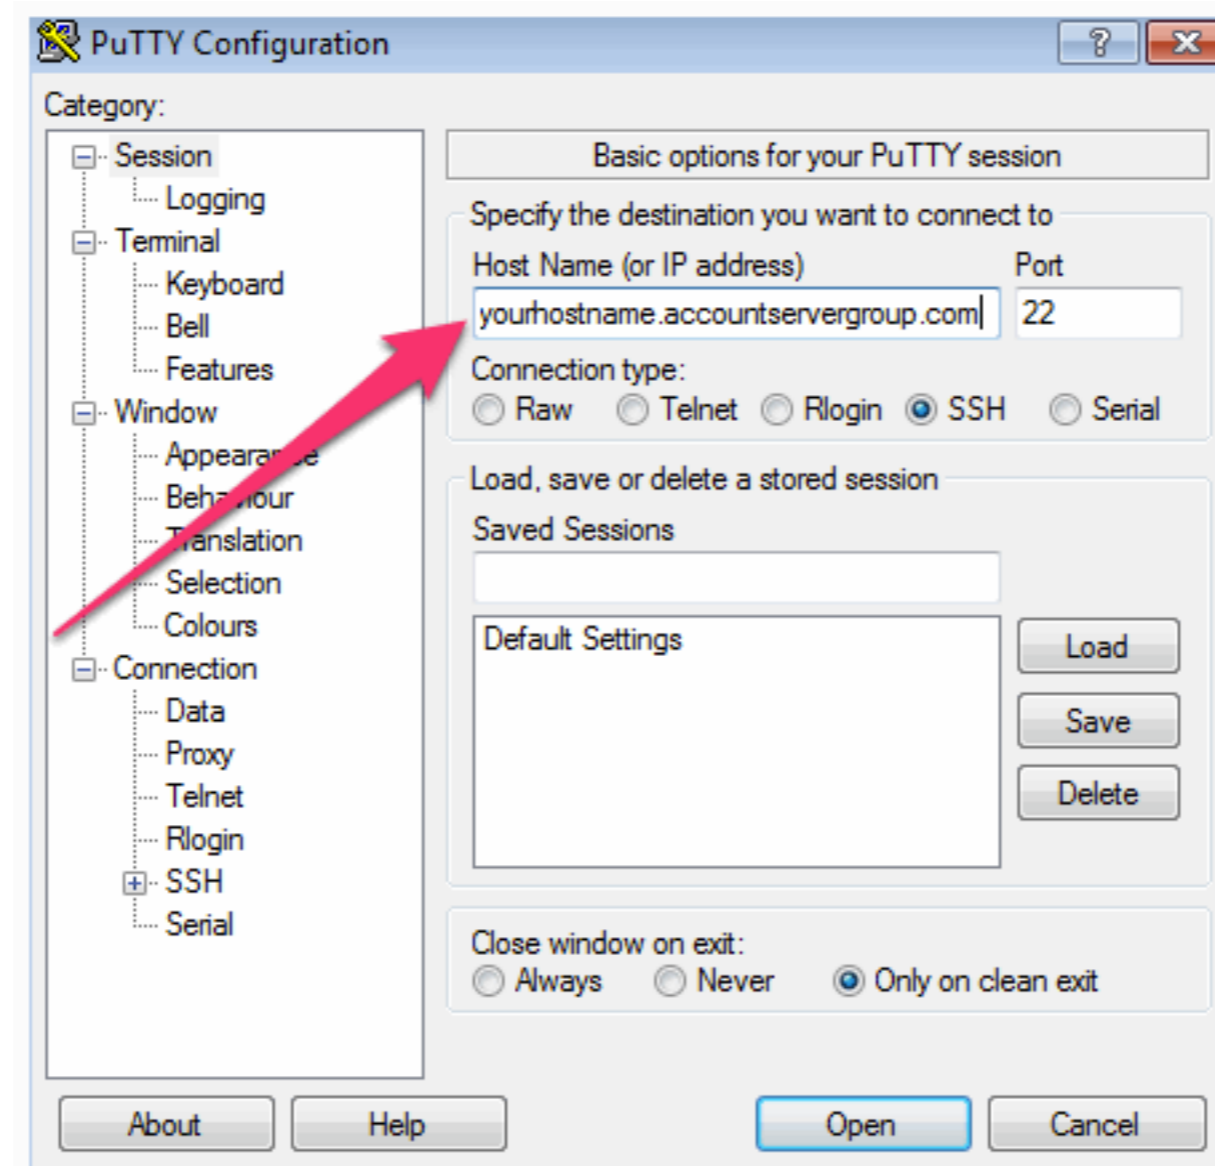 PuTTY Configuration
Category:
Session
Logging
Terminal
Keyboard
Bell
Features
Window
Appearance
Behaviour
Translation
Selection
Colours
Connection
Data
Proxy
Telnet
Rlogin
SSH
Serial
Basic options for your PuTTY session
Specify the destination you want to connect to
Host Name (or IP address) Port
yourhostname.accountservergroup.com 22
Connection type:
Raw Telnet Rlogin SSH Serial
Load, save or delete a stored session
Saved Sessions
Default Settings
Load
Save
Delete
Close window on exit:
Always Never Only on clean exit
About Help Open Cancel